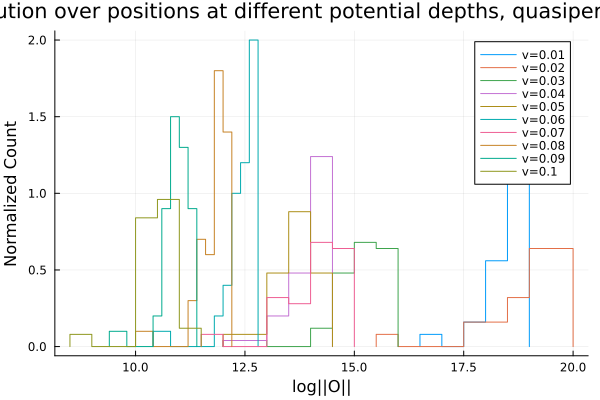 over positions at different potential depths,
2.0
1.5
1.0
0.5
0.0
Normalized Count
10.0 12.5 15.0 17.5 20.0
log||O||
v=0.01
v=0.02
v=0.03
v=0.04
v=0.05
v=0.06
v=0.07
v=0.08
v=0.09
v=0.1